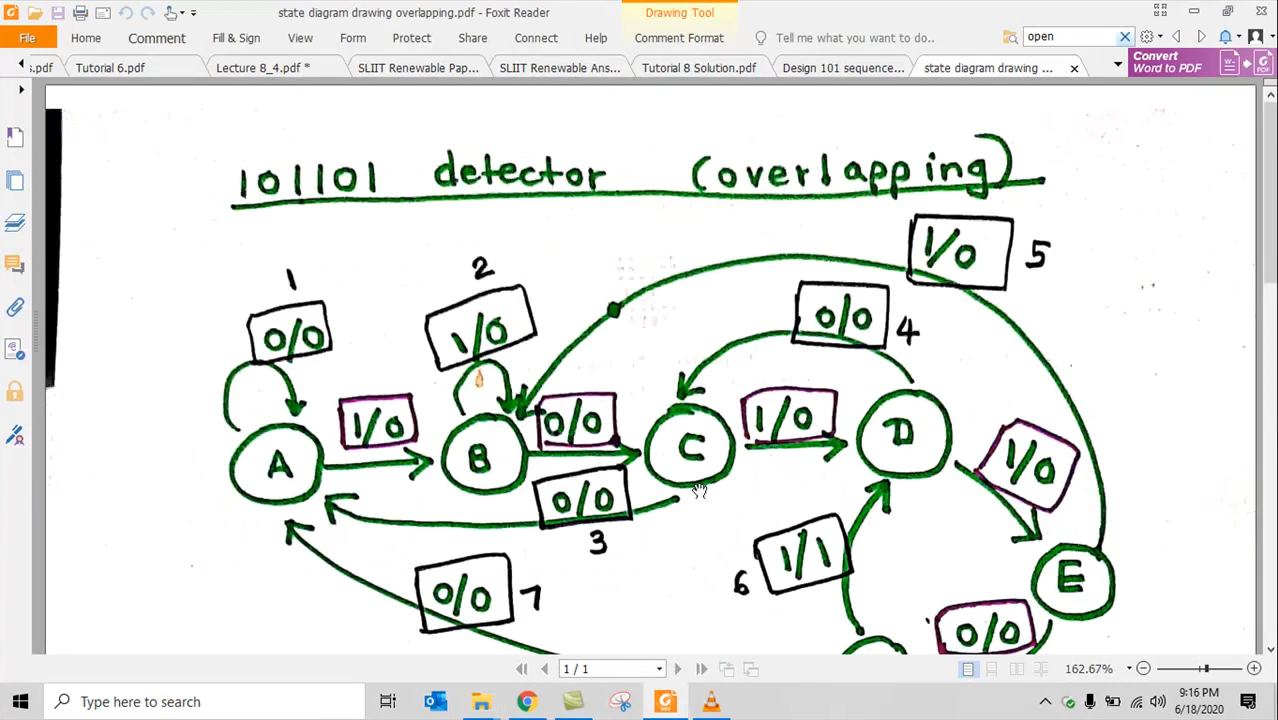 state diagram drawing overlapping.pdf - Foxit Reader
Drawing Tool
File Home Comment Fill & Sign View Form Protect Share Connect Help Comment Format Tell me what you want to do.. open
s.pdf Tutorial 6.pdf Lecture 8_4.pdf * SLIIT Renewable Pap... SLIIT Renewable Ans... Tutorial 8 Solution.pdf Design 101 sequence... state diagram drawing ...
Convert
Word to PDF
101101 detector (overlapping)
1/0 5
1 2
0/0 1/0 0/0 4
1/0 0/0 1/0
A B C D 1/0
0/0
3
1/1
6 E
0/0 7
0/0
1 / 1 162.67%
Type here to search
9:16 PM
6/18/2020